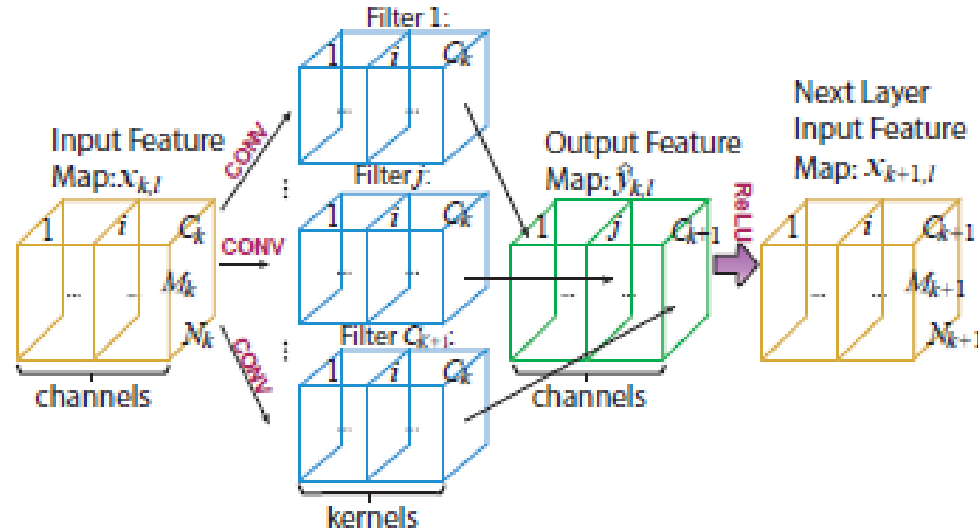 Input Feature
Map: x_{k,l}
1 i C_k
... ...
M_k
N_k
channels
CONV
CONV
CONV
Filter 1:
1 i C_k
... ...
⋮
Filter j:
1 i C_k
... ...
⋮
Filter C_{k+1}:
1 i C_k
... ...
kernels
Output Feature
Map: ŷ_{k,l}
1 j C_{k+1}
... ...
channels
ReLU
Next Layer
Input Feature
Map: x_{k+1,l}
1 i C_{k+1}
... ...
M_{k+1}
N_{k+1}